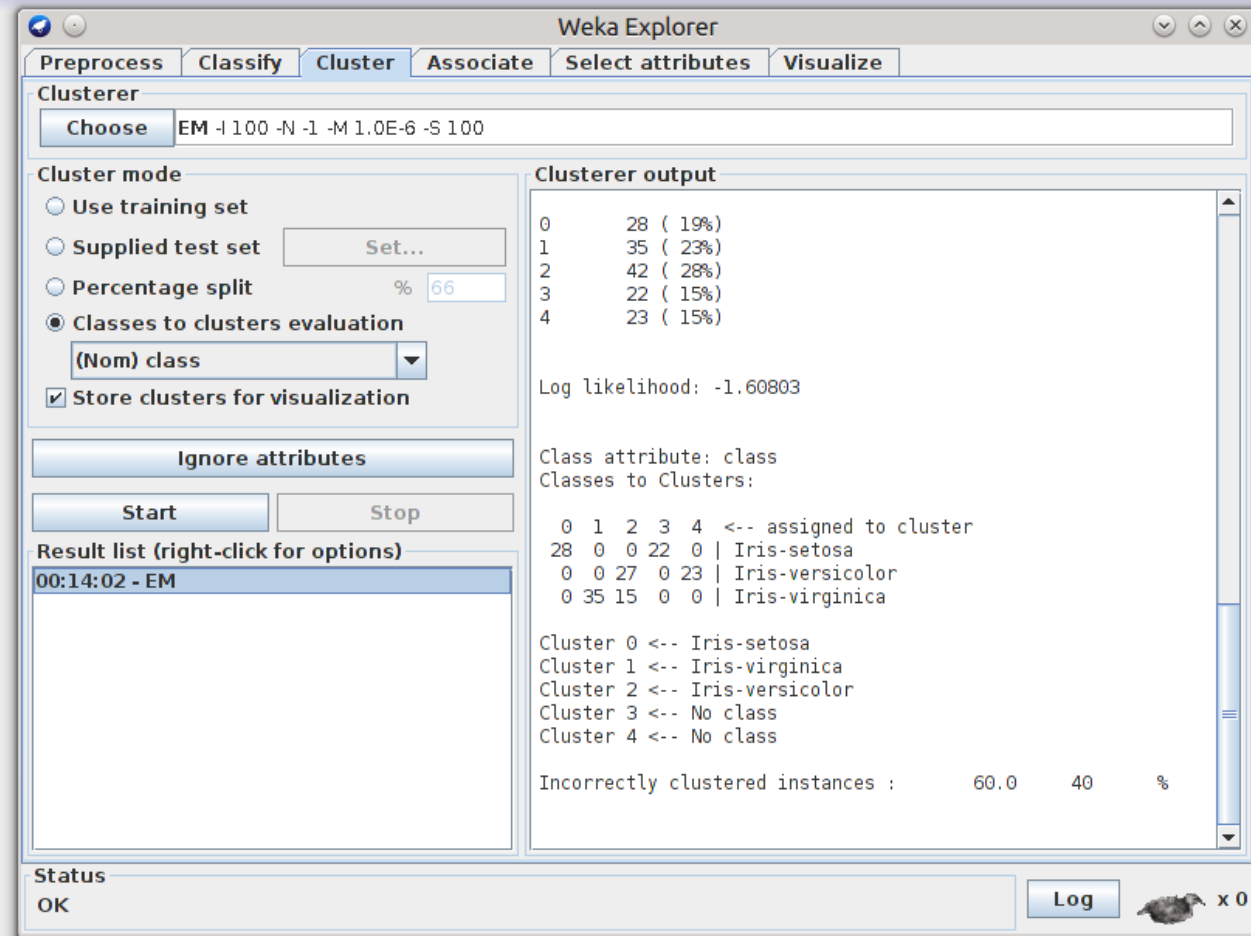 Weka Explorer
Preprocess Classify Cluster Associate Select attributes Visualize
Clusterer
Choose EM -I 100 -N -1 -M 1.0E-6 -S 100
Cluster mode
Use training set
Supplied test set Set...
Percentage split % 66
Classes to clusters evaluation
(Nom) class
Store clusters for visualization
Ignore attributes
Start Stop
Result list (right-click for options)
00:14:02 - EM
Clusterer output
0 28 ( 19%)
1 35 ( 23%)
2 42 ( 28%)
3 22 ( 15%)
4 23 ( 15%)
Log likelihood: -1.60803
Class attribute: class
Classes to Clusters:
0 1 2 3 4 <-- assigned to cluster
28 0 0 22 0 | Iris-setosa
0 0 27 0 23 | Iris-versicolor
0 35 15 0 0 | Iris-virginica
Cluster 0 <-- Iris-setosa
Cluster 1 <-- Iris-virginica
Cluster 2 <-- Iris-versicolor
Cluster 3 <-- No class
Cluster 4 <-- No class
Incorrectly clustered instances : 60.0 40 %
Status
OK
Log x 0